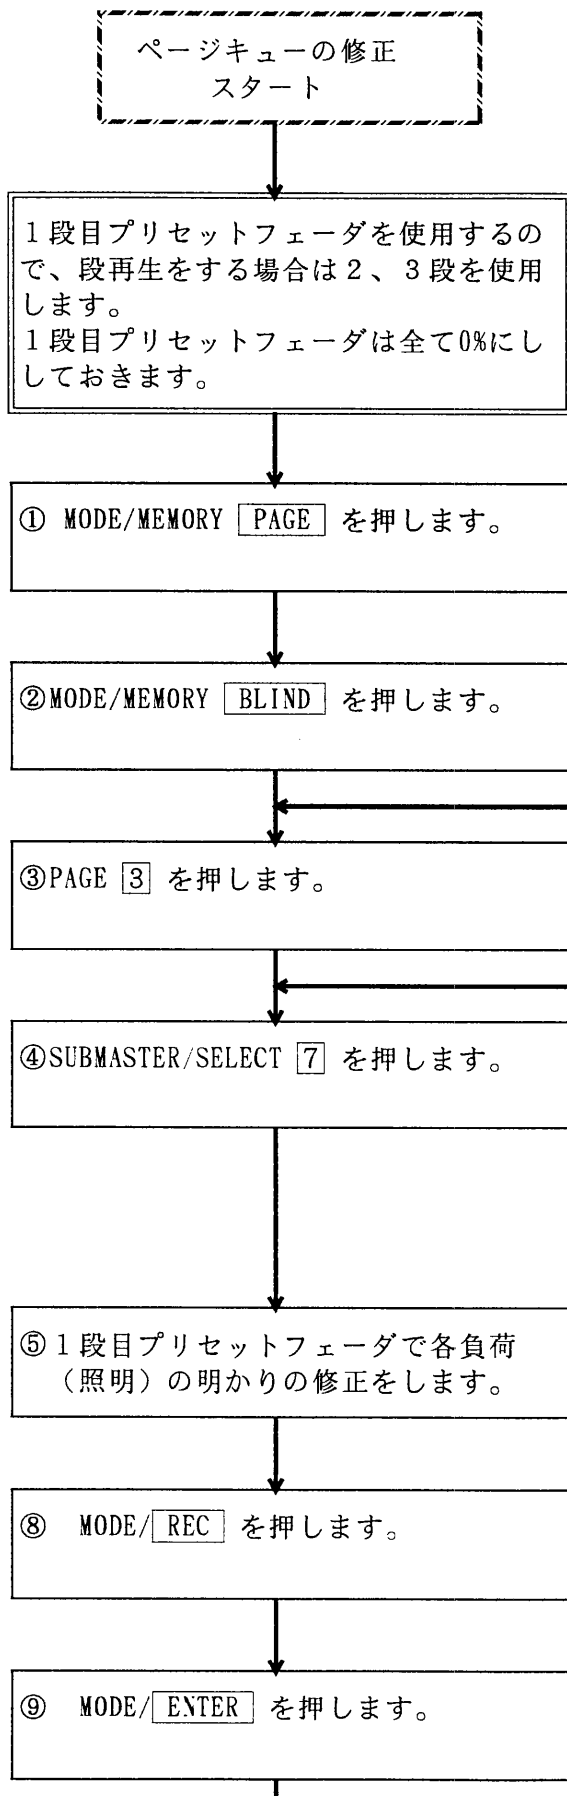 ページキューの修正
スタート
1段目プリセットフェーダを使用するの
で、段再生をする場合は2、3段を使用
します。
1段目プリセットフェーダは全て0%にし
しておきます。
① MODE/MEMORY PAGE を押します。
②MODE/MEMORY BLIND を押します。
③PAGE 3 を押します。
④SUBMASTER/SELECT 7 を押します。
⑤1段目プリセットフェーダで各負荷
(照明)の明かりの修正をします。
⑧ MODE/ REC を押します。
⑨ MODE/ ENTER を押します。